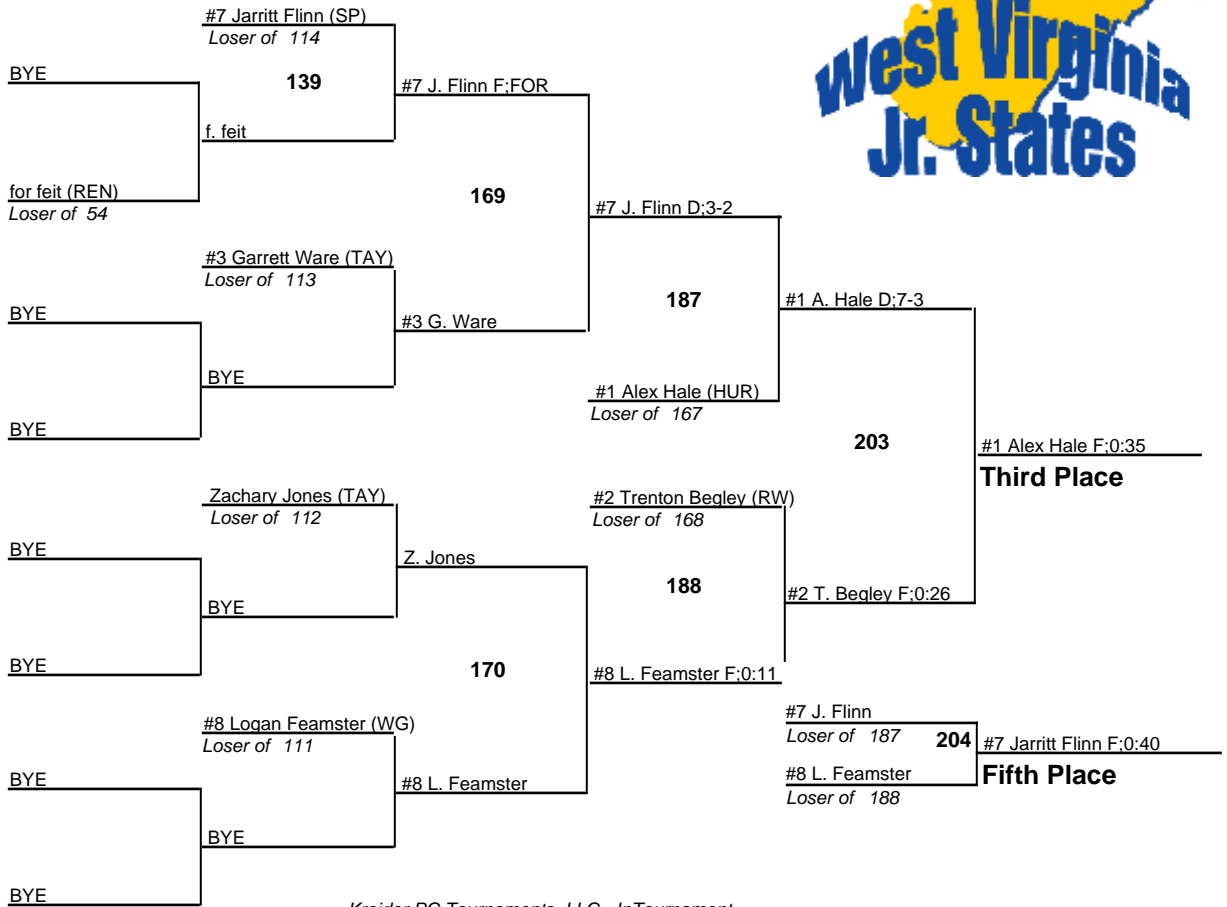 #7 Jarritt Flinn (SP)
Loser of 114
BYE
139
#7 J. Flinn F;FOR
f. feit
for feit (REN)
Loser of 54
169
#7 J. Flinn D;3-2
#3 Garrett Ware (TAY)
Loser of 113
BYE
#3 G. Ware
187
#1 A. Hale D;7-3
BYE
#1 Alex Hale (HUR)
Loser of 167
BYE
203
#1 Alex Hale F;0:35
Third Place
Zachary Jones (TAY)
Loser of 112
#2 Trenton Begley (RW)
Loser of 168
BYE
Z. Jones
188
#2 T. Begley F;0:26
BYE
BYE
170
#8 L. Feamster F;0:11
#8 Logan Feamster (WG)
Loser of 111
#7 J. Flinn
Loser of 187
204
#7 Jarritt Flinn F;0:40
Fifth Place
BYE
#8 L. Feamster
#8 L. Feamster
Loser of 188
BYE
BYE
West Virginia
Jr. States